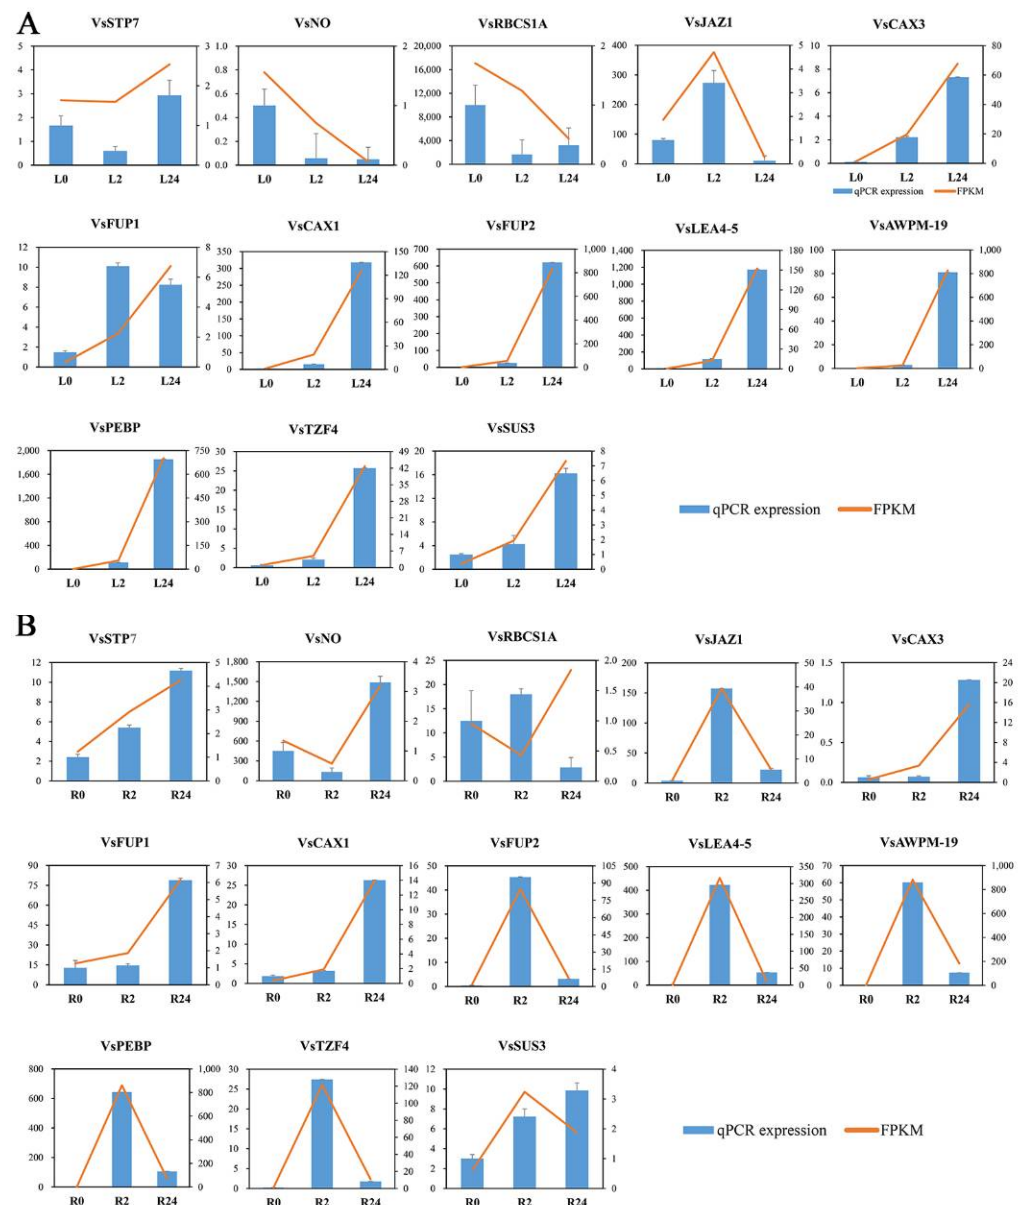 A
VsSTP7
VsNO
VsRBCS1A
VsJAZ1
VsCAX3
5 4 3 2 1 0
3 2 1 0
L0 L2 L24
1.0 0.8 0.6 0.4 0.2 0.0
2 1 0
L0 L2 L24
20,000 16,000 12,000 8,000 4,000 0
2 1 0
L0 L2 L24
400 300 200 100 0
5 4 3 2 1 0
L0 L2 L24
10 8 6 4 2 0
80 60 40 20 0
L0 L2 L24
qPCR expression FPKM
VsFUP1
VsCAX1
VsFUP2
VsLEA4-5
VsAWPM-19
12 10 8 6 4 2 0
8 6 4 2 0
L0 L2 L24
350 300 250 200 150 100 50 0
150 120 90 60 30 0
L0 L2 L24
700 600 500 400 300 200 100 0
1,000 800 600 400 200 0
L0 L2 L24
1,400 1,200 1,000 800 600 400 200 0
180 150 120 90 60 30 0
L0 L2 L24
100 80 60 40 20 0
1,000 800 600 400 200 0
L0 L2 L24
VsPEBP
VsTZF4
VsSUS3
2,000 1,600 1,200 800 400 0
750 600 450 300 150 0
L0 L2 L24
30 25 20 15 10 5 0
49 42 35 28 21 14 7 0
L0 L2 L24
20 16 12 8 4 0
8 7 6 5 4 3 2 1 0
L0 L2 L24
qPCR expression FPKM
B
VsSTP7
VsNO
VsRBCS1A
VsJAZ1
VsCAX3
12 10 8 6 4 2 0
5 4 3 2 1 0
R0 R2 R24
1,800 1,500 1,200 900 600 300 0
4 3 2 1 0
R0 R2 R24
25 20 15 10 5 0
2.0 1.5 1.0 0.5 0.0
R0 R2 R24
200 150 100 50 0
50 40 30 20 10 0
R0 R2 R24
1.5 1.0 0.5 0.0
24 20 16 12 8 4 0
R0 R2 R24
VsFUP1
VsCAX1
VsFUP2
VsLEA4-5
VsAWPM-19
90 75 60 45 30 15 0
7 6 5 4 3 2 1 0
R0 R2 R24
30 25 20 15 10 5 0
16 14 12 10 8 6 4 2 0
R0 R2 R24
50 40 30 20 10 0
105 90 75 60 45 30 15 0
R0 R2 R24
500 400 300 200 100 0
350 300 250 200 150 100 50 0
R0 R2 R24
70 60 50 40 30 20 10 0
1,000 800 600 400 200 0
R0 R2 R24
VsPEBP
VsTZF4
VsSUS3
800 600 400 200 0
1,000 800 600 400 200 0
R0 R2 R24
30 25 20 15 10 5 0
140 120 100 80 60 40 20 0
R0 R2 R24
12 10 8 6 4 2 0
4 3 2 1 0
R0 R2 R24
qPCR expression FPKM